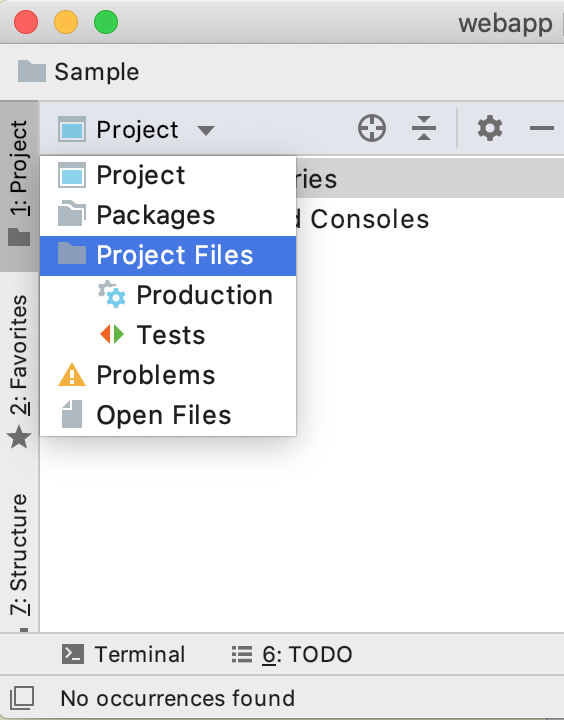 webapp
Sample
1: Project
Project
Project
Packages
Project Files
Production
Tests
Problems
Open Files
Consoles
2: Favorites
7: Structure
Terminal
6: TODO
No occurrences found